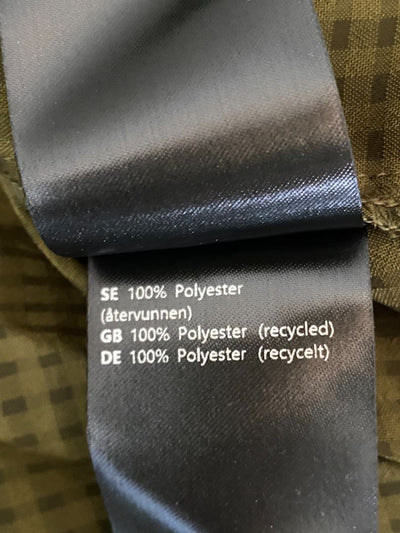 SE 100% Polyester
(återvunnen)
GB 100% Polyester (recycled)
DE 100% Polyester (recycelt)